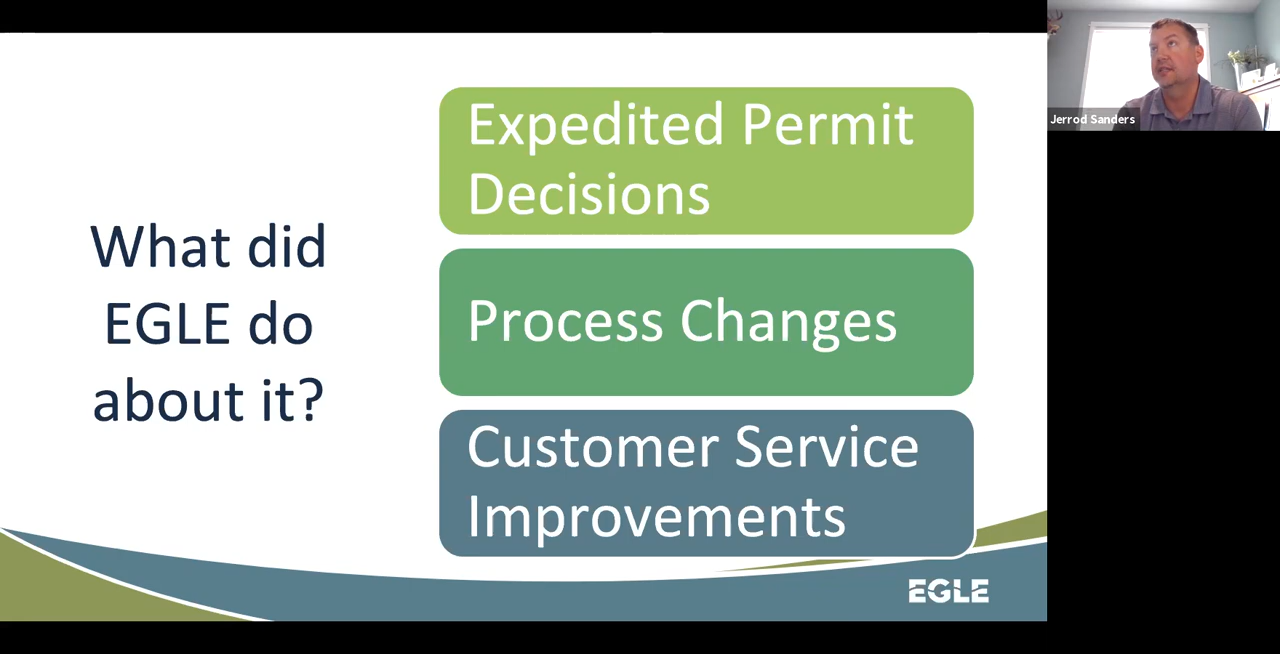 What did
EGLE do
about it?
Expedited Permit
Decisions
Process Changes
Customer Service
Improvements
EGLE
Jerrod Sanders